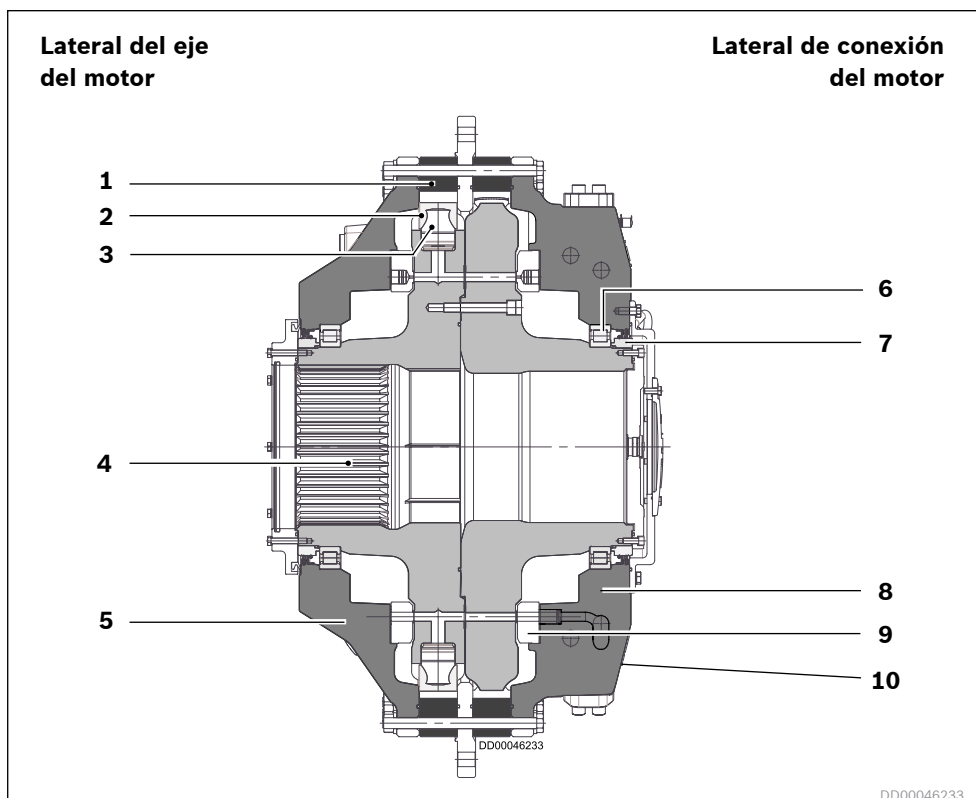 Lateral del eje
del motor
Lateral de conexión
del motor
1
2
3
4
5
6
7
8
9
10
DD00046233
DD00046233